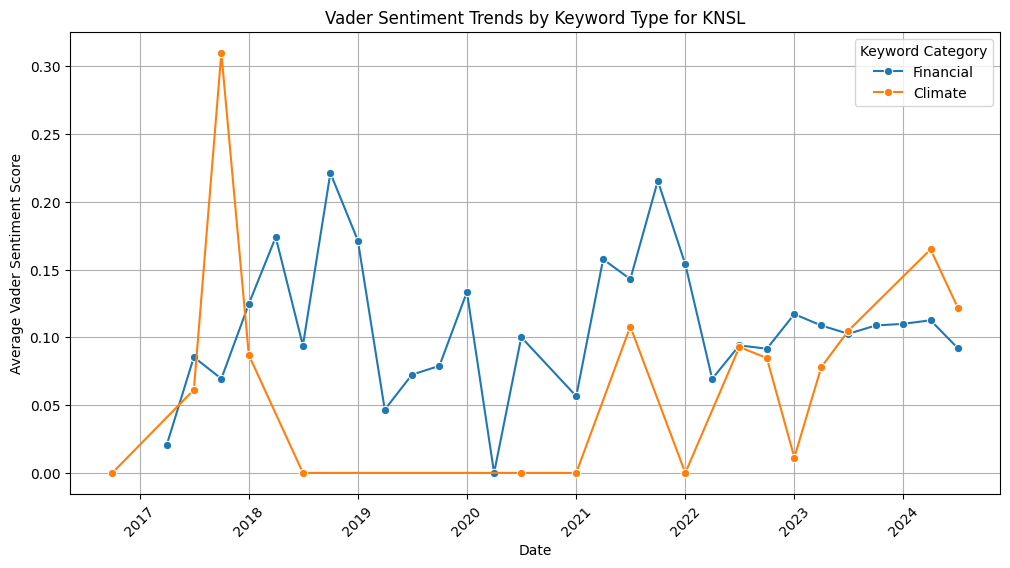 Vader Sentiment Trends by Keyword Type for KNSL
Keyword Category
Financial
Climate
Average Vader Sentiment Score
0.30
0.25
0.20
0.15
0.10
0.05
0.00
2017
2018
2019
2020
2021
2022
2023
2024
Date